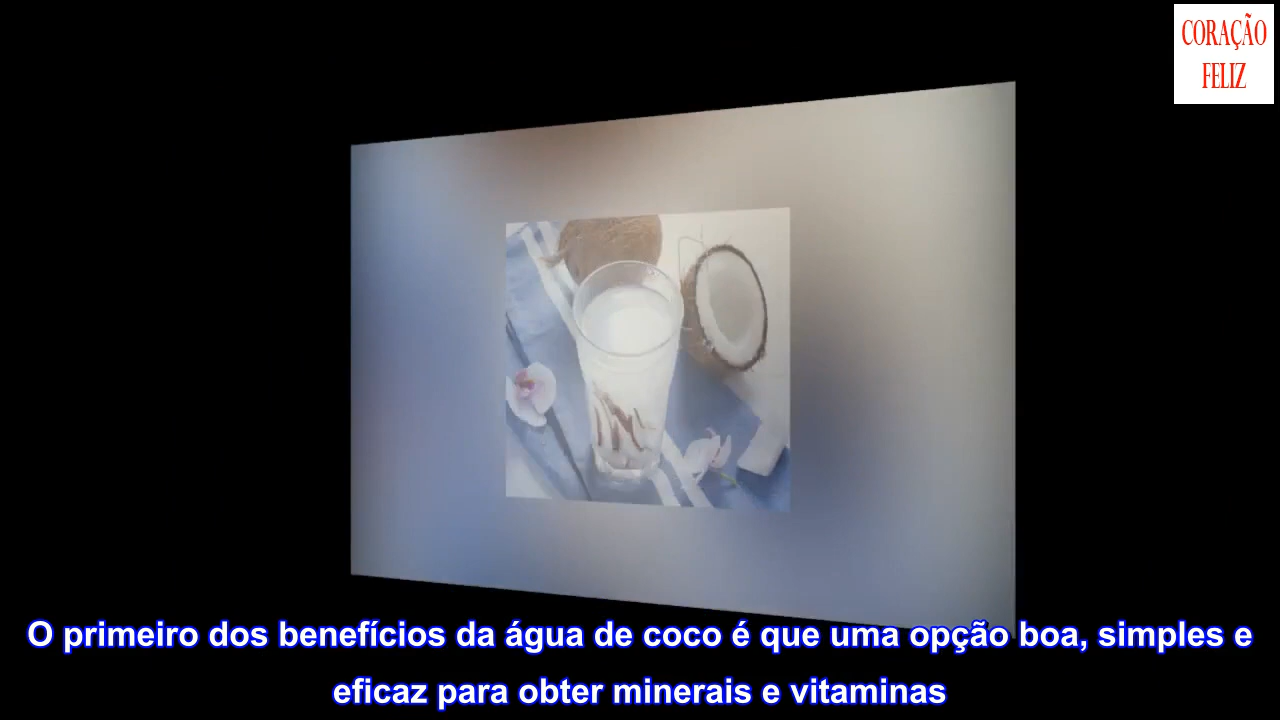 CORAÇÃO
FELIZ
O primeiro dos benefícios da água de coco é que uma opção boa, simples e
eficaz para obter minerais e vitaminas